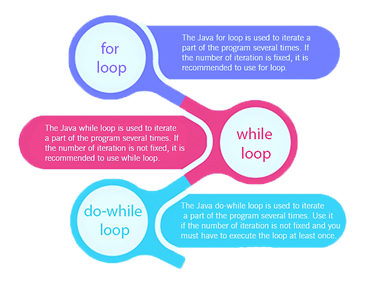 for
loop
The Java for loop is used to iterate a
part of the program several times. If
the number of iteration is fixed, it is
recommended to use for loop.
The Java while loop is used to iterate
a part of the program several times. If
the number of iteration is not fixed, it is
recommended to use while loop.
while
loop
do-while
loop
The Java do-while loop is used to iterate
a part of the program several times. Use it
if the number of iteration is not fixed and you
must have to execute the loop at least once